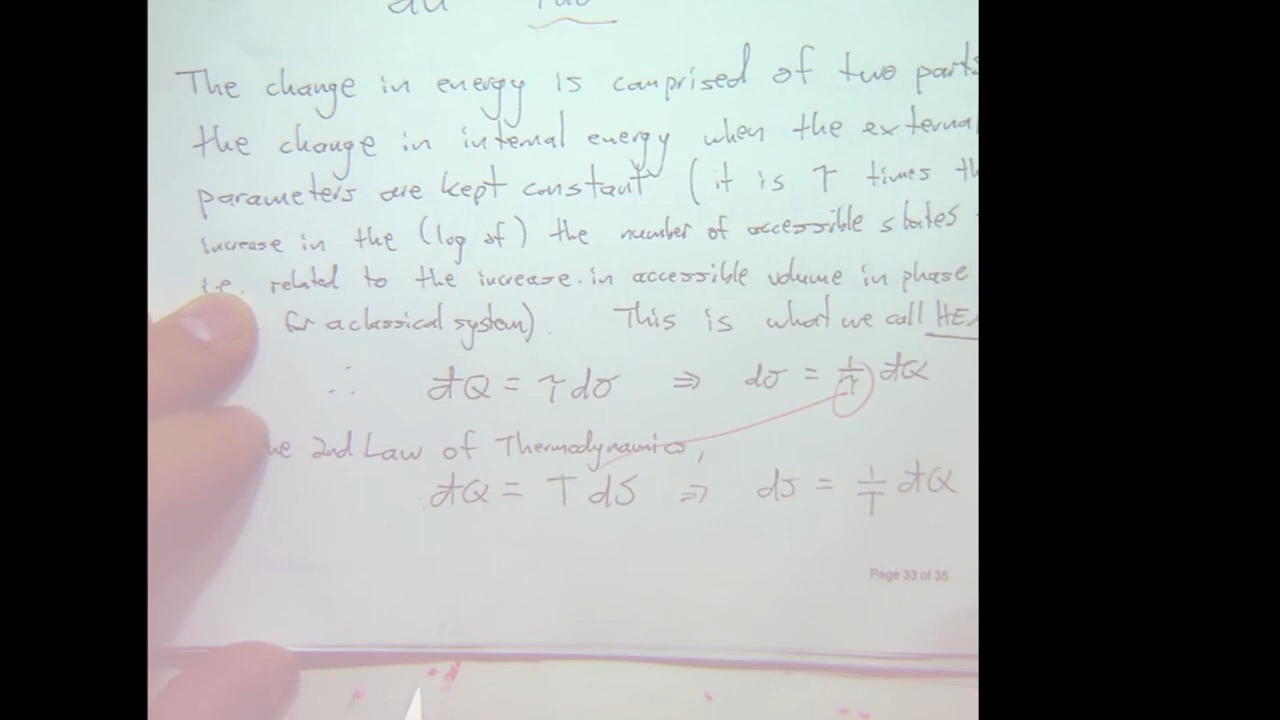 The change in energy is comprised of two parts
the change in internal energy when the externa
parameters are kept constant (it is τ times th
increase in the (log of) the number of accessible states
i.e. related to the increase in accessible volume in phase
for a classical system). This is what we call HEA
∴ đQ = τ dσ ⇒ dσ = 1/τ đQ
he 2nd Law of Thermodynamics,
đQ = T dS ⇒ dS = 1/T đQ
Page 33 of 35